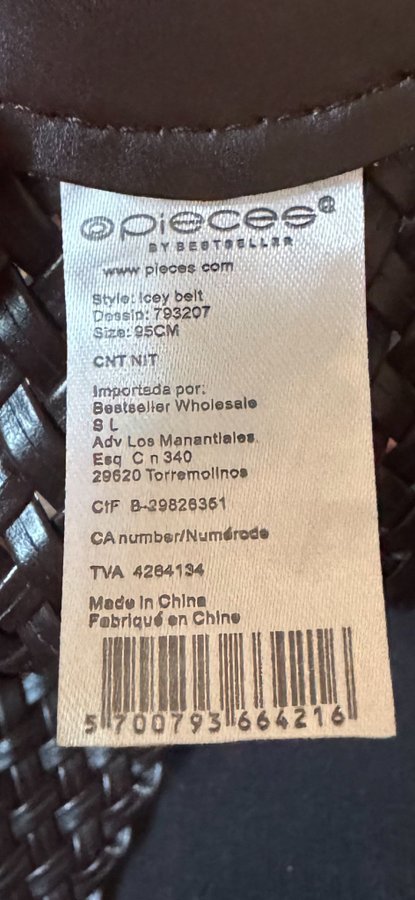 pieces®
BY BESTSELLER
www pieces com
Style: Icey belt
Dessin: 793207
Size: 95CM
CNT NIT
Importada por:
Bestseller Wholesale
S L
Adv Los Manantiales.
Esq C n 340
29620 Torremolinos
CIF B-29826351
CA number/Numérode
TVA 4264134
Made in China
Fabriqué en Chine
5 700793 664216